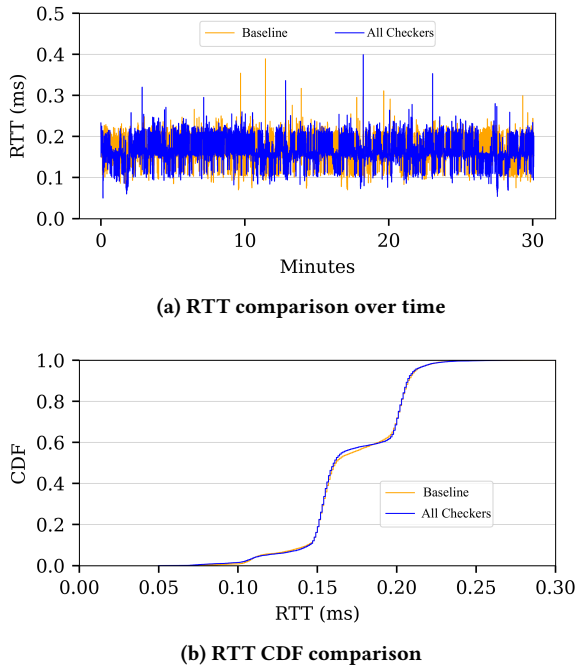 0.5
0.4
0.3
0.2
0.1
0.0
RTT (ms)
Baseline All Checkers
0 10 20 30
Minutes
(a) RTT comparison over time
1.0
0.8
0.6
0.4
0.2
0.0
CDF
Baseline
All Checkers
0.00 0.05 0.10 0.15 0.20 0.25 0.30
RTT (ms)
(b) RTT CDF comparison